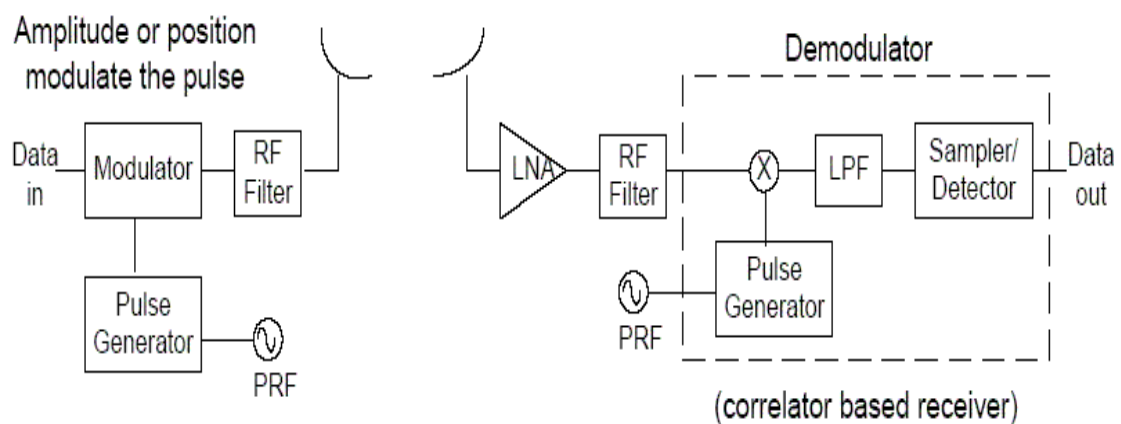 Amplitude or position
modulate the pulse
Data
in
Modulator
RF
Filter
Pulse
Generator
PRF
LNA
RF
Filter
Demodulator
X
LPF
Sampler/
Detector
Data
out
Pulse
Generator
PRF
(correlator based receiver)